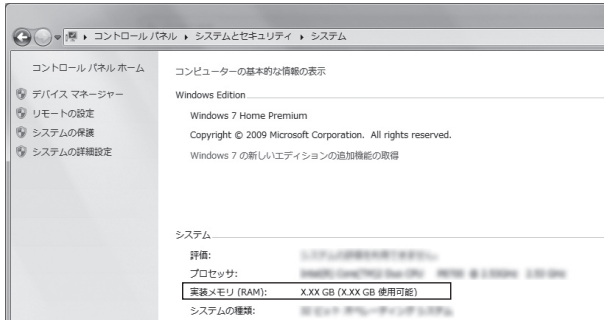 コントロール パネル ▸ システムとセキュリティ ▸ システム
コントロール パネル ホーム
デバイス マネージャー
リモートの設定
システムの保護
システムの詳細設定
コンピューターの基本的な情報の表示
Windows Edition
Windows 7 Home Premium
Copyright © 2009 Microsoft Corporation. All rights reserved.
Windows 7 の新しいエディションの追加機能の取得
システム
評価:
プロセッサ:
実装メモリ (RAM): X.XX GB (X.XX GB 使用可能)
システムの種類: